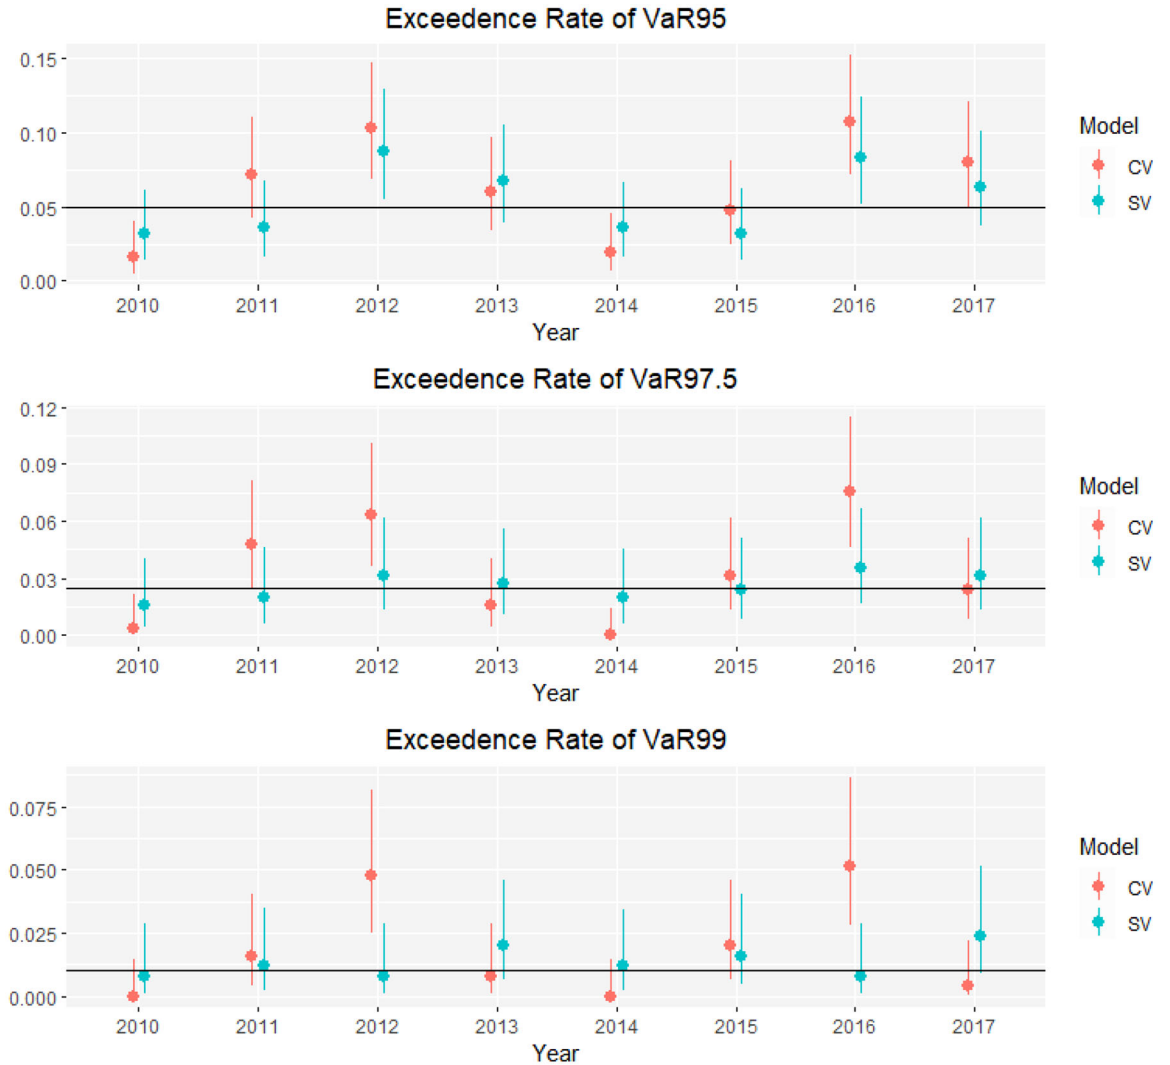 Exceedence Rate of VaR95
0.15
0.10
0.05
0.00
2010 2011 2012 2013 2014 2015 2016 2017
Year
Model
CV
SV
Exceedence Rate of VaR97.5
0.12
0.09
0.06
0.03
0.00
2010 2011 2012 2013 2014 2015 2016 2017
Year
Model
CV
SV
Exceedence Rate of VaR99
0.075
0.050
0.025
0.000
2010 2011 2012 2013 2014 2015 2016 2017
Year
Model
CV
SV